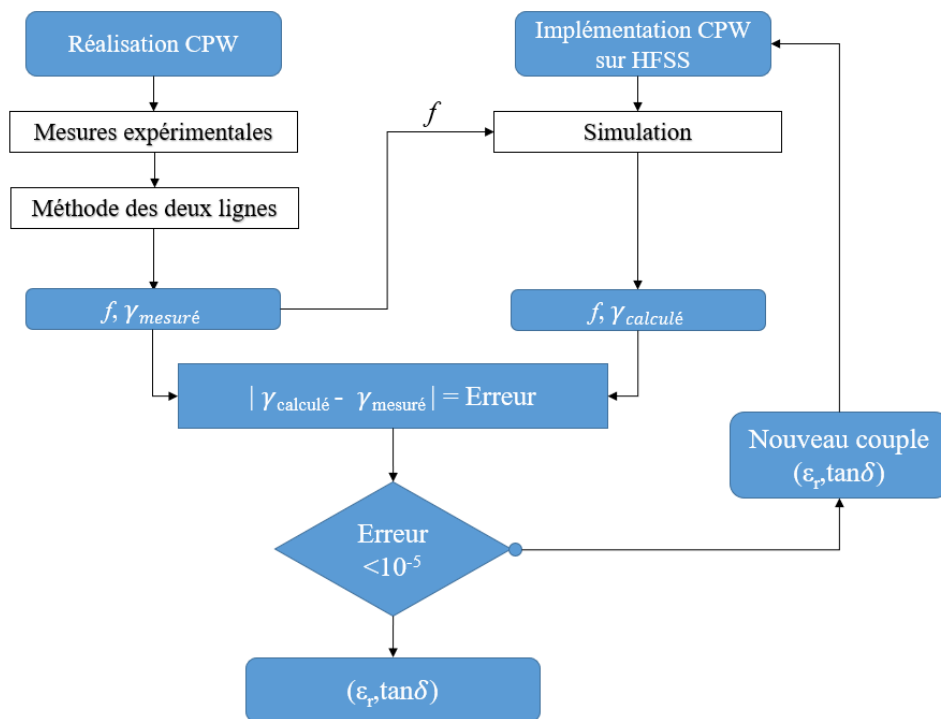 Réalisation CPW
Implémentation CPW
sur HFSS
Mesures expérimentales
f
Simulation
Méthode des deux lignes
f, γmesuré
f, γcalculé
| γcalculé - γmesuré | = Erreur
Nouveau couple
(εr,tanδ)
Erreur
<10⁻⁵
(εr,tanδ)